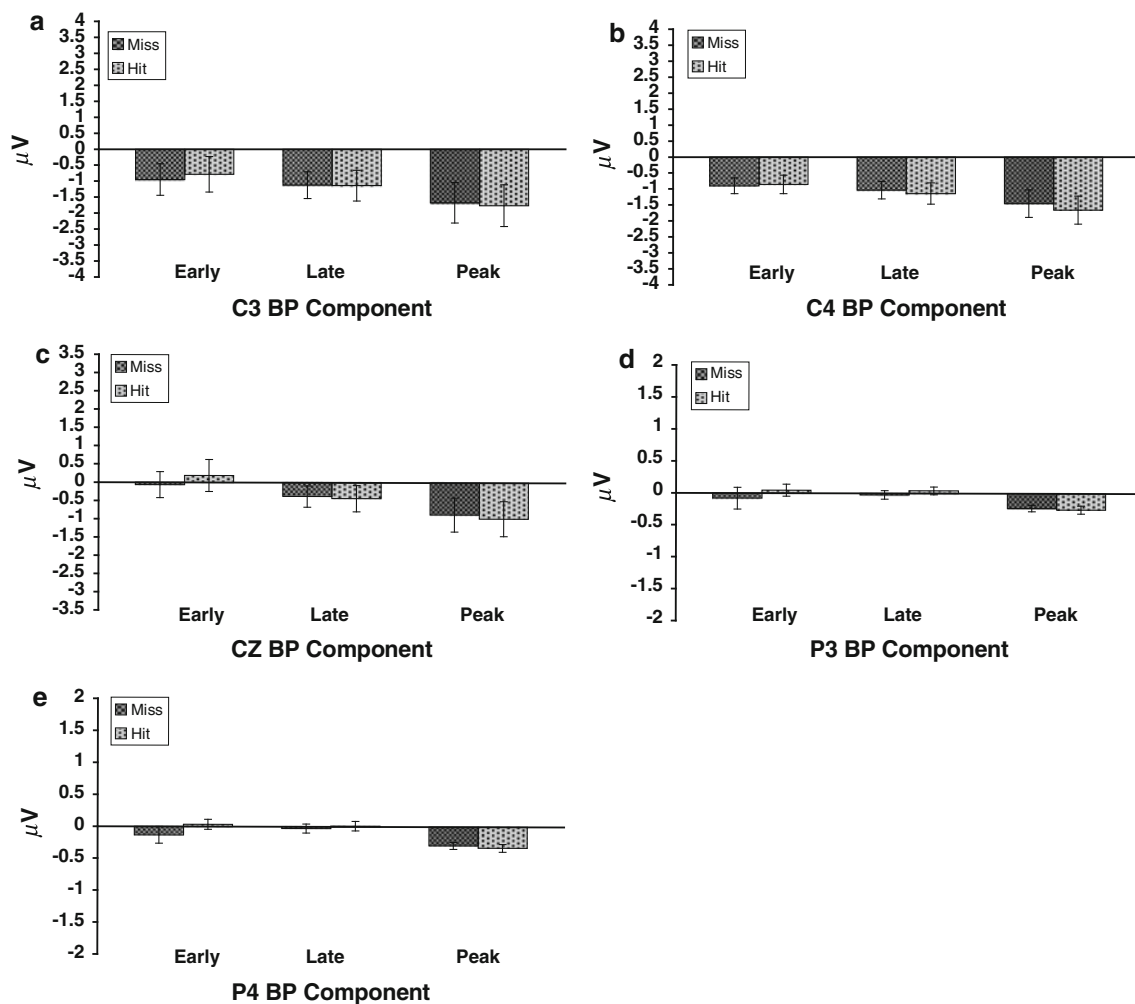 a
4
3.5
3
2.5
2
1.5
1
0.5
0
-0.5
-1
-1.5
-2
-2.5
-3
-3.5
-4
µV
Miss
Hit
Early Late Peak
C3 BP Component
b
4
3.5
3
2.5
2
1.5
1
0.5
0
-0.5
-1
-1.5
-2
-2.5
-3
-3.5
-4
µV
Miss
Hit
Early Late Peak
C4 BP Component
c
3.5
3
2.5
2
1.5
1
0.5
0
-0.5
-1
-1.5
-2
-2.5
-3
-3.5
µV
Miss
Hit
Early Late Peak
CZ BP Component
d
2
1.5
1
0.5
0
-0.5
-1
-1.5
-2
µV
Miss
Hit
Early Late Peak
P3 BP Component
e
2
1.5
1
0.5
0
-0.5
-1
-1.5
-2
µV
Miss
Hit
Early Late Peak
P4 BP Component